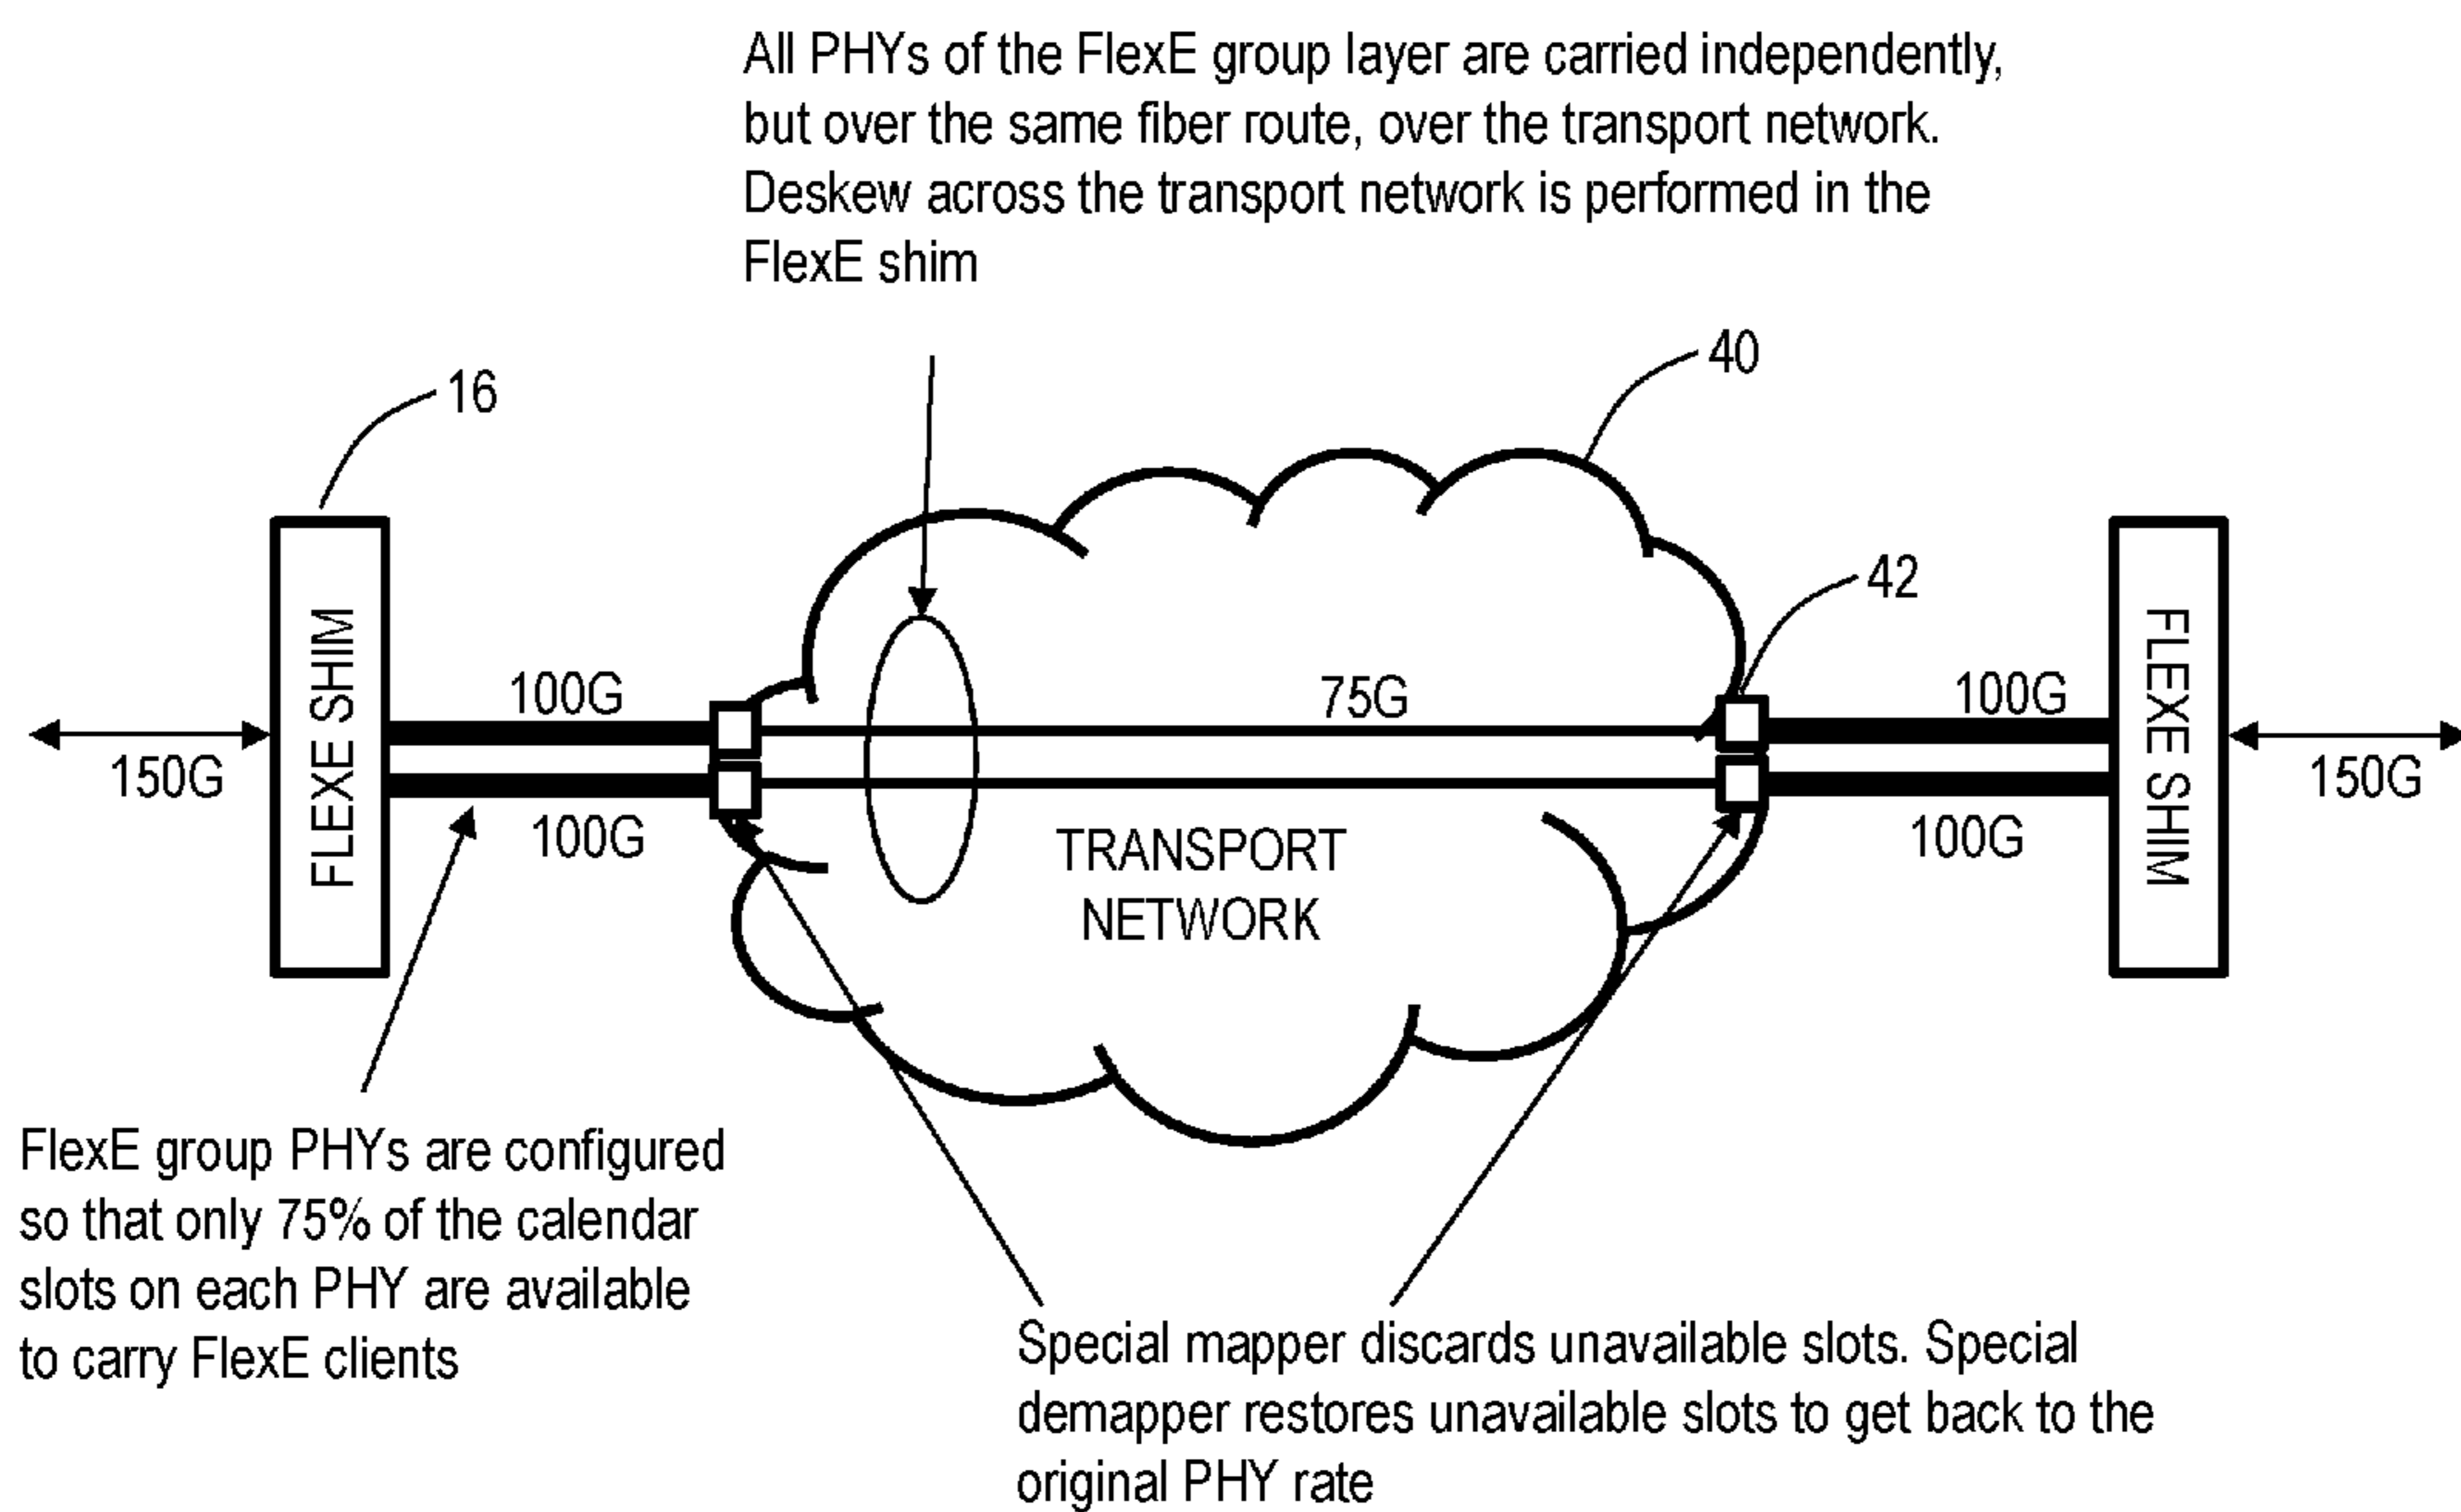 All PHYs of the FlexE group layer are carried independently,
but over the same fiber route, over the transport network.
Deskew across the transport network is performed in the
FlexE shim
40
16
42
FLEXE SHIM
100G
75G
100G
FLEXE SHIM
150G
150G
100G
100G
TRANSPORT
NETWORK
FlexE group PHYs are configured
so that only 75% of the calendar
slots on each PHY are available
to carry FlexE clients
Special mapper discards unavailable slots. Special
demapper restores unavailable slots to get back to the
original PHY rate